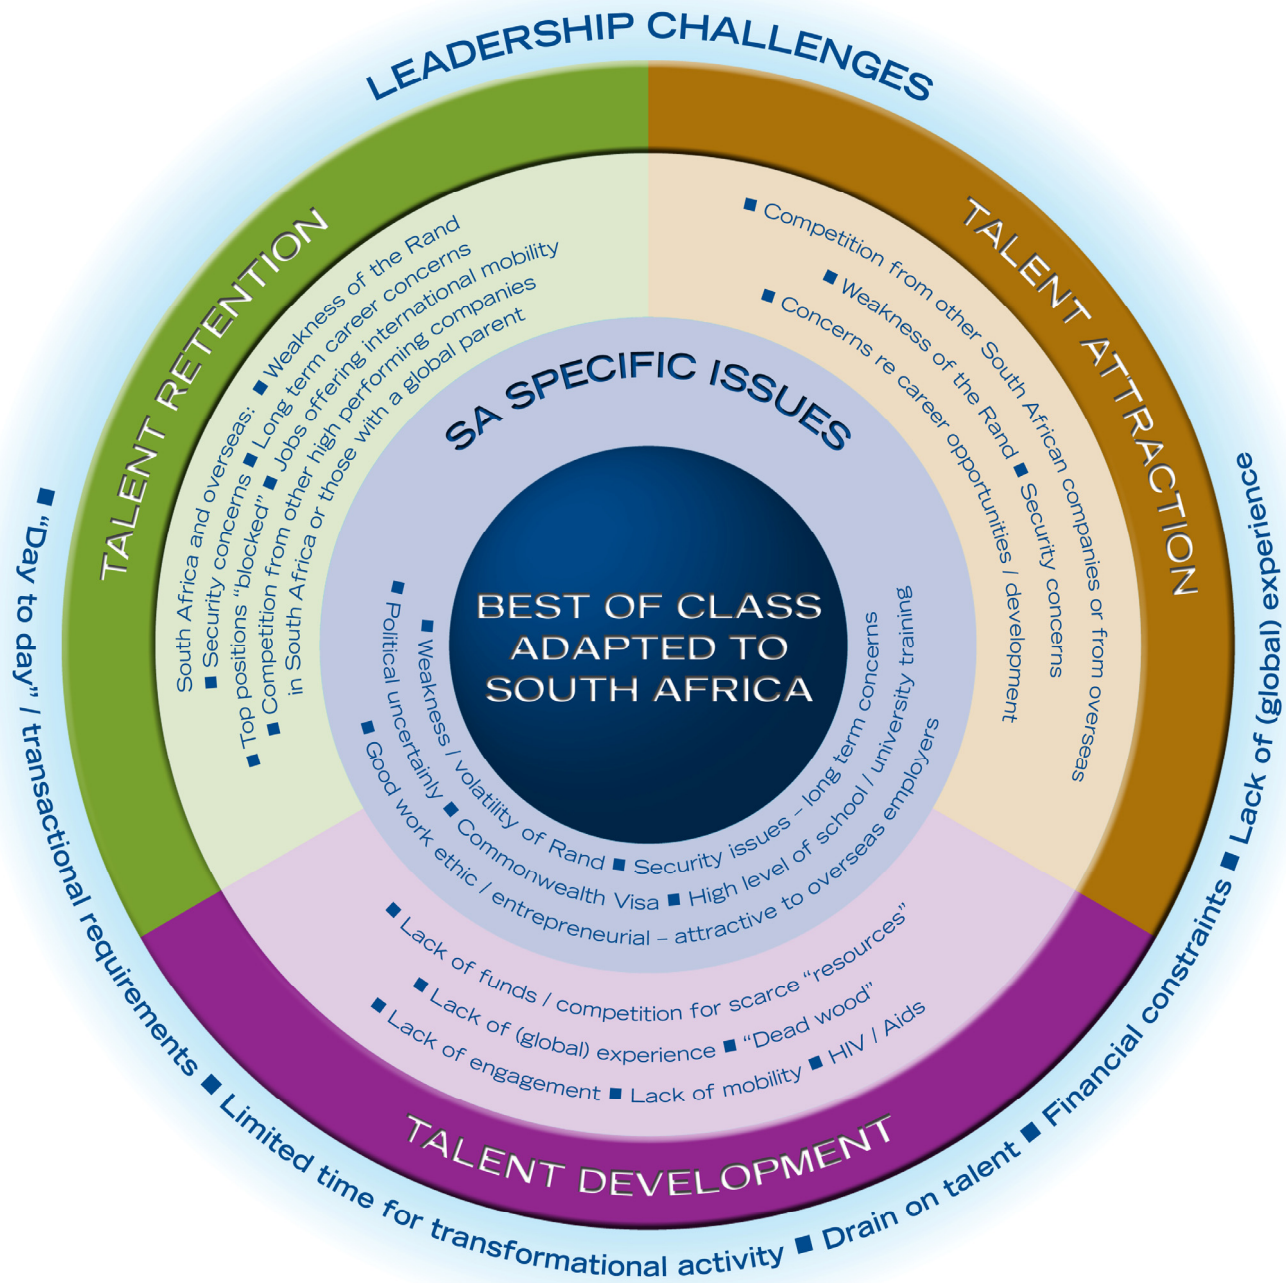 LEADERSHIP CHALLENGES
TALENT RETENTION
South Africa and overseas: ■ Weakness of the Rand
■ Security concerns ■ Long term career concerns
■ Top positions “blocked” ■ Jobs offering international mobility
■ Competition from other high performing companies
in South Africa or those with a global parent
TALENT ATTRACTION
■ Competition from other South African companies or from overseas
■ Weakness of the Rand ■ Security concerns
■ Concerns re career opportunities / development
SA SPECIFIC ISSUES
BEST OF CLASS
ADAPTED TO
SOUTH AFRICA
■ Weakness / volatility of Rand ■ Security issues – long term concerns
■ Political uncertainly ■ Commonwealth Visa ■ High level of school / university training
■ Good work ethic / entrepreneurial – attractive to overseas employers
■ Lack of funds / competition for scarce “resources”
■ Lack of (global) experience ■ “Dead wood”
■ Lack of engagement ■ Lack of mobility ■ HIV / Aids
TALENT DEVELOPMENT
■ “Day to day” / transactional requirements ■ Limited time for transformational activity ■ Drain on talent ■ Financial constraints ■ Lack of (global) experience